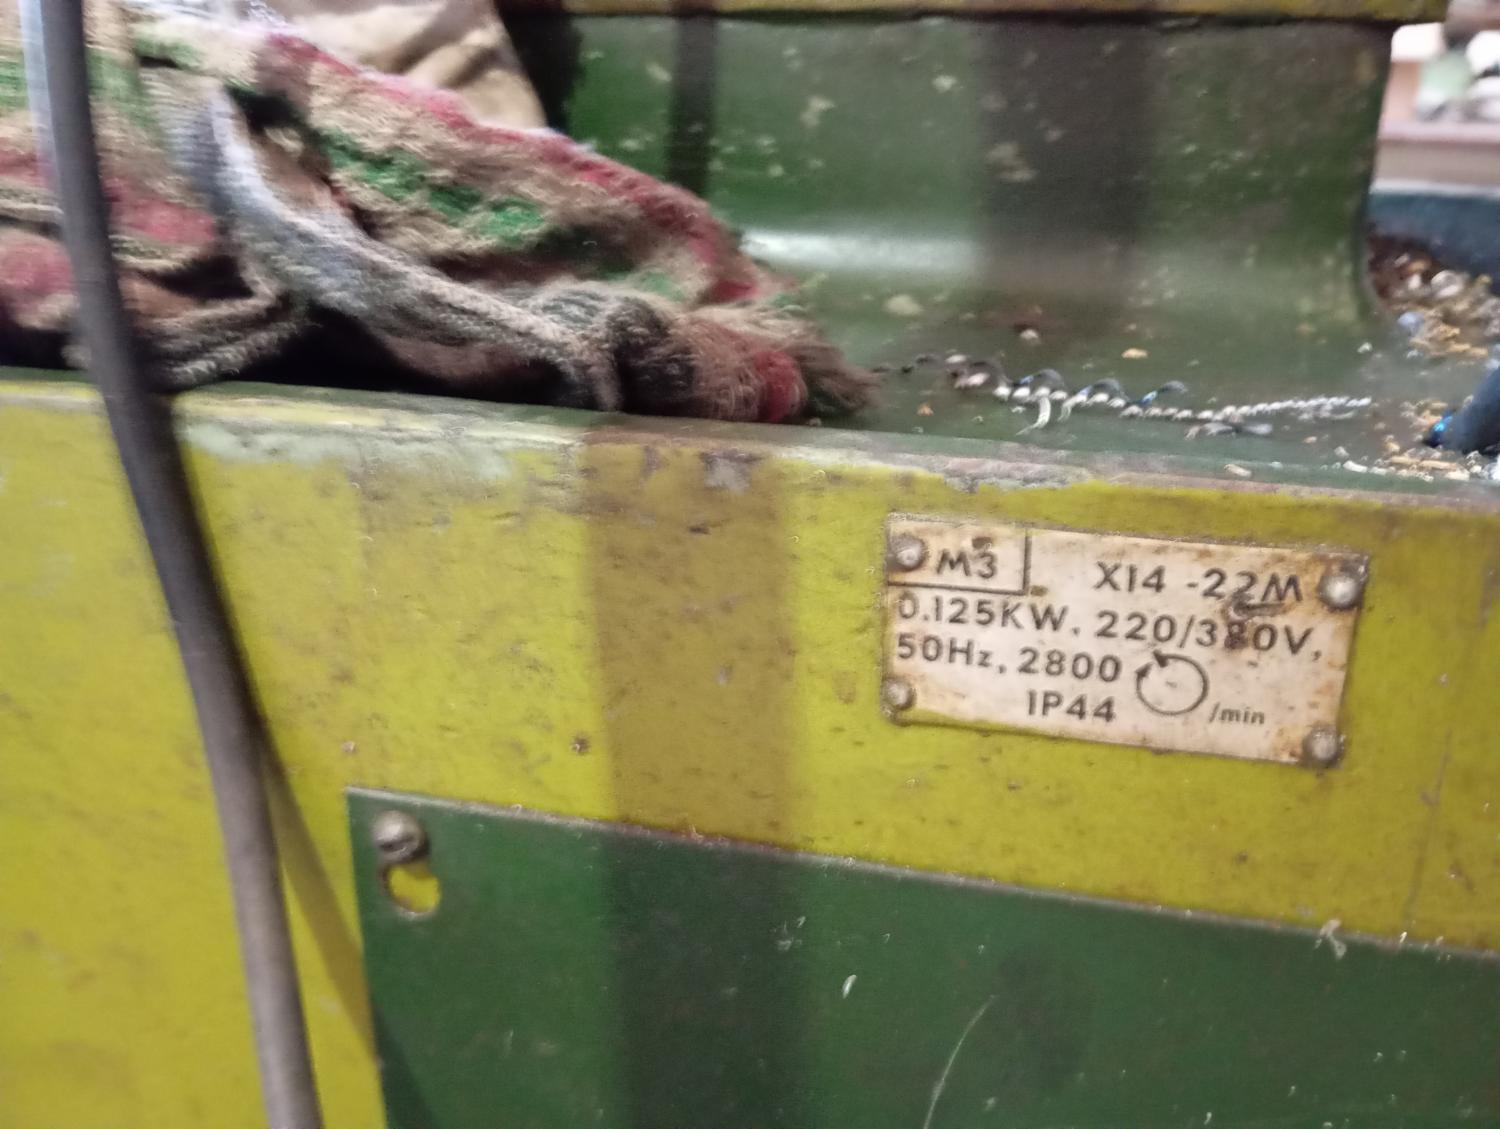 M3 X14 -22M
0.125KW. 220/380V,
50Hz, 2800 /min
IP44